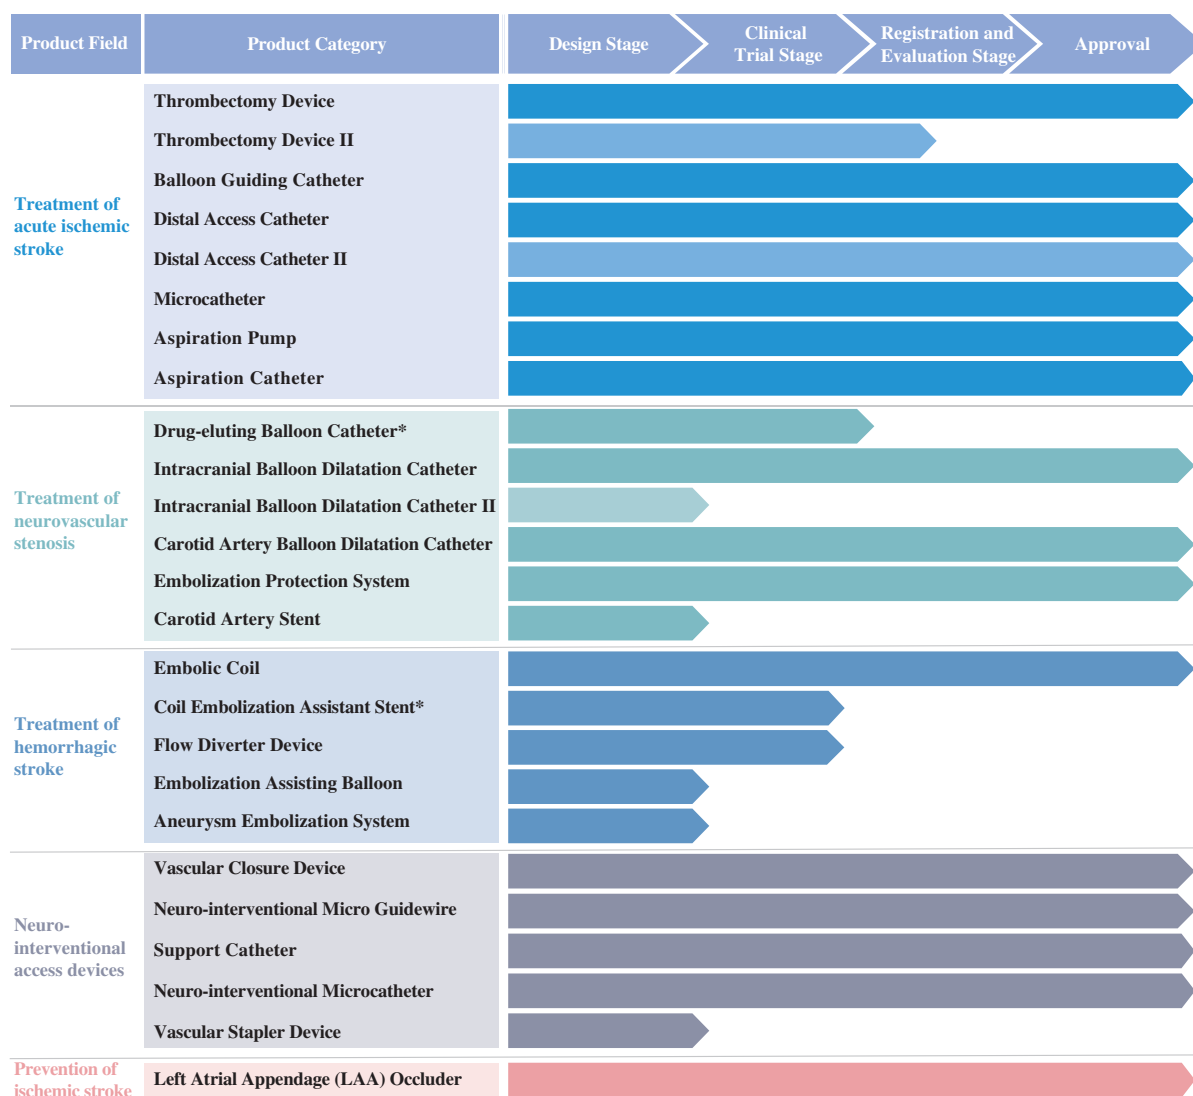 Product Field
Product Category
Design Stage
Clinical
Trial Stage
Registration and
Evaluation Stage
Approval
Treatment of
acute ischemic
stroke
Thrombectomy Device
Thrombectomy Device II
Balloon Guiding Catheter
Distal Access Catheter
Distal Access Catheter II
Microcatheter
Aspiration Pump
Aspiration Catheter
Treatment of
neurovascular
stenosis
Drug-eluting Balloon Catheter*
Intracranial Balloon Dilatation Catheter
Intracranial Balloon Dilatation Catheter II
Carotid Artery Balloon Dilatation Catheter
Embolization Protection System
Carotid Artery Stent
Treatment of
hemorrhagic
stroke
Embolic Coil
Coil Embolization Assistant Stent*
Flow Diverter Device
Embolization Assisting Balloon
Aneurysm Embolization System
Neuro-
interventional
access devices
Vascular Closure Device
Neuro-interventional Micro Guidewire
Support Catheter
Neuro-interventional Microcatheter
Vascular Stapler Device
Prevention of
ischemic stroke
Left Atrial Appendage (LAA) Occluder